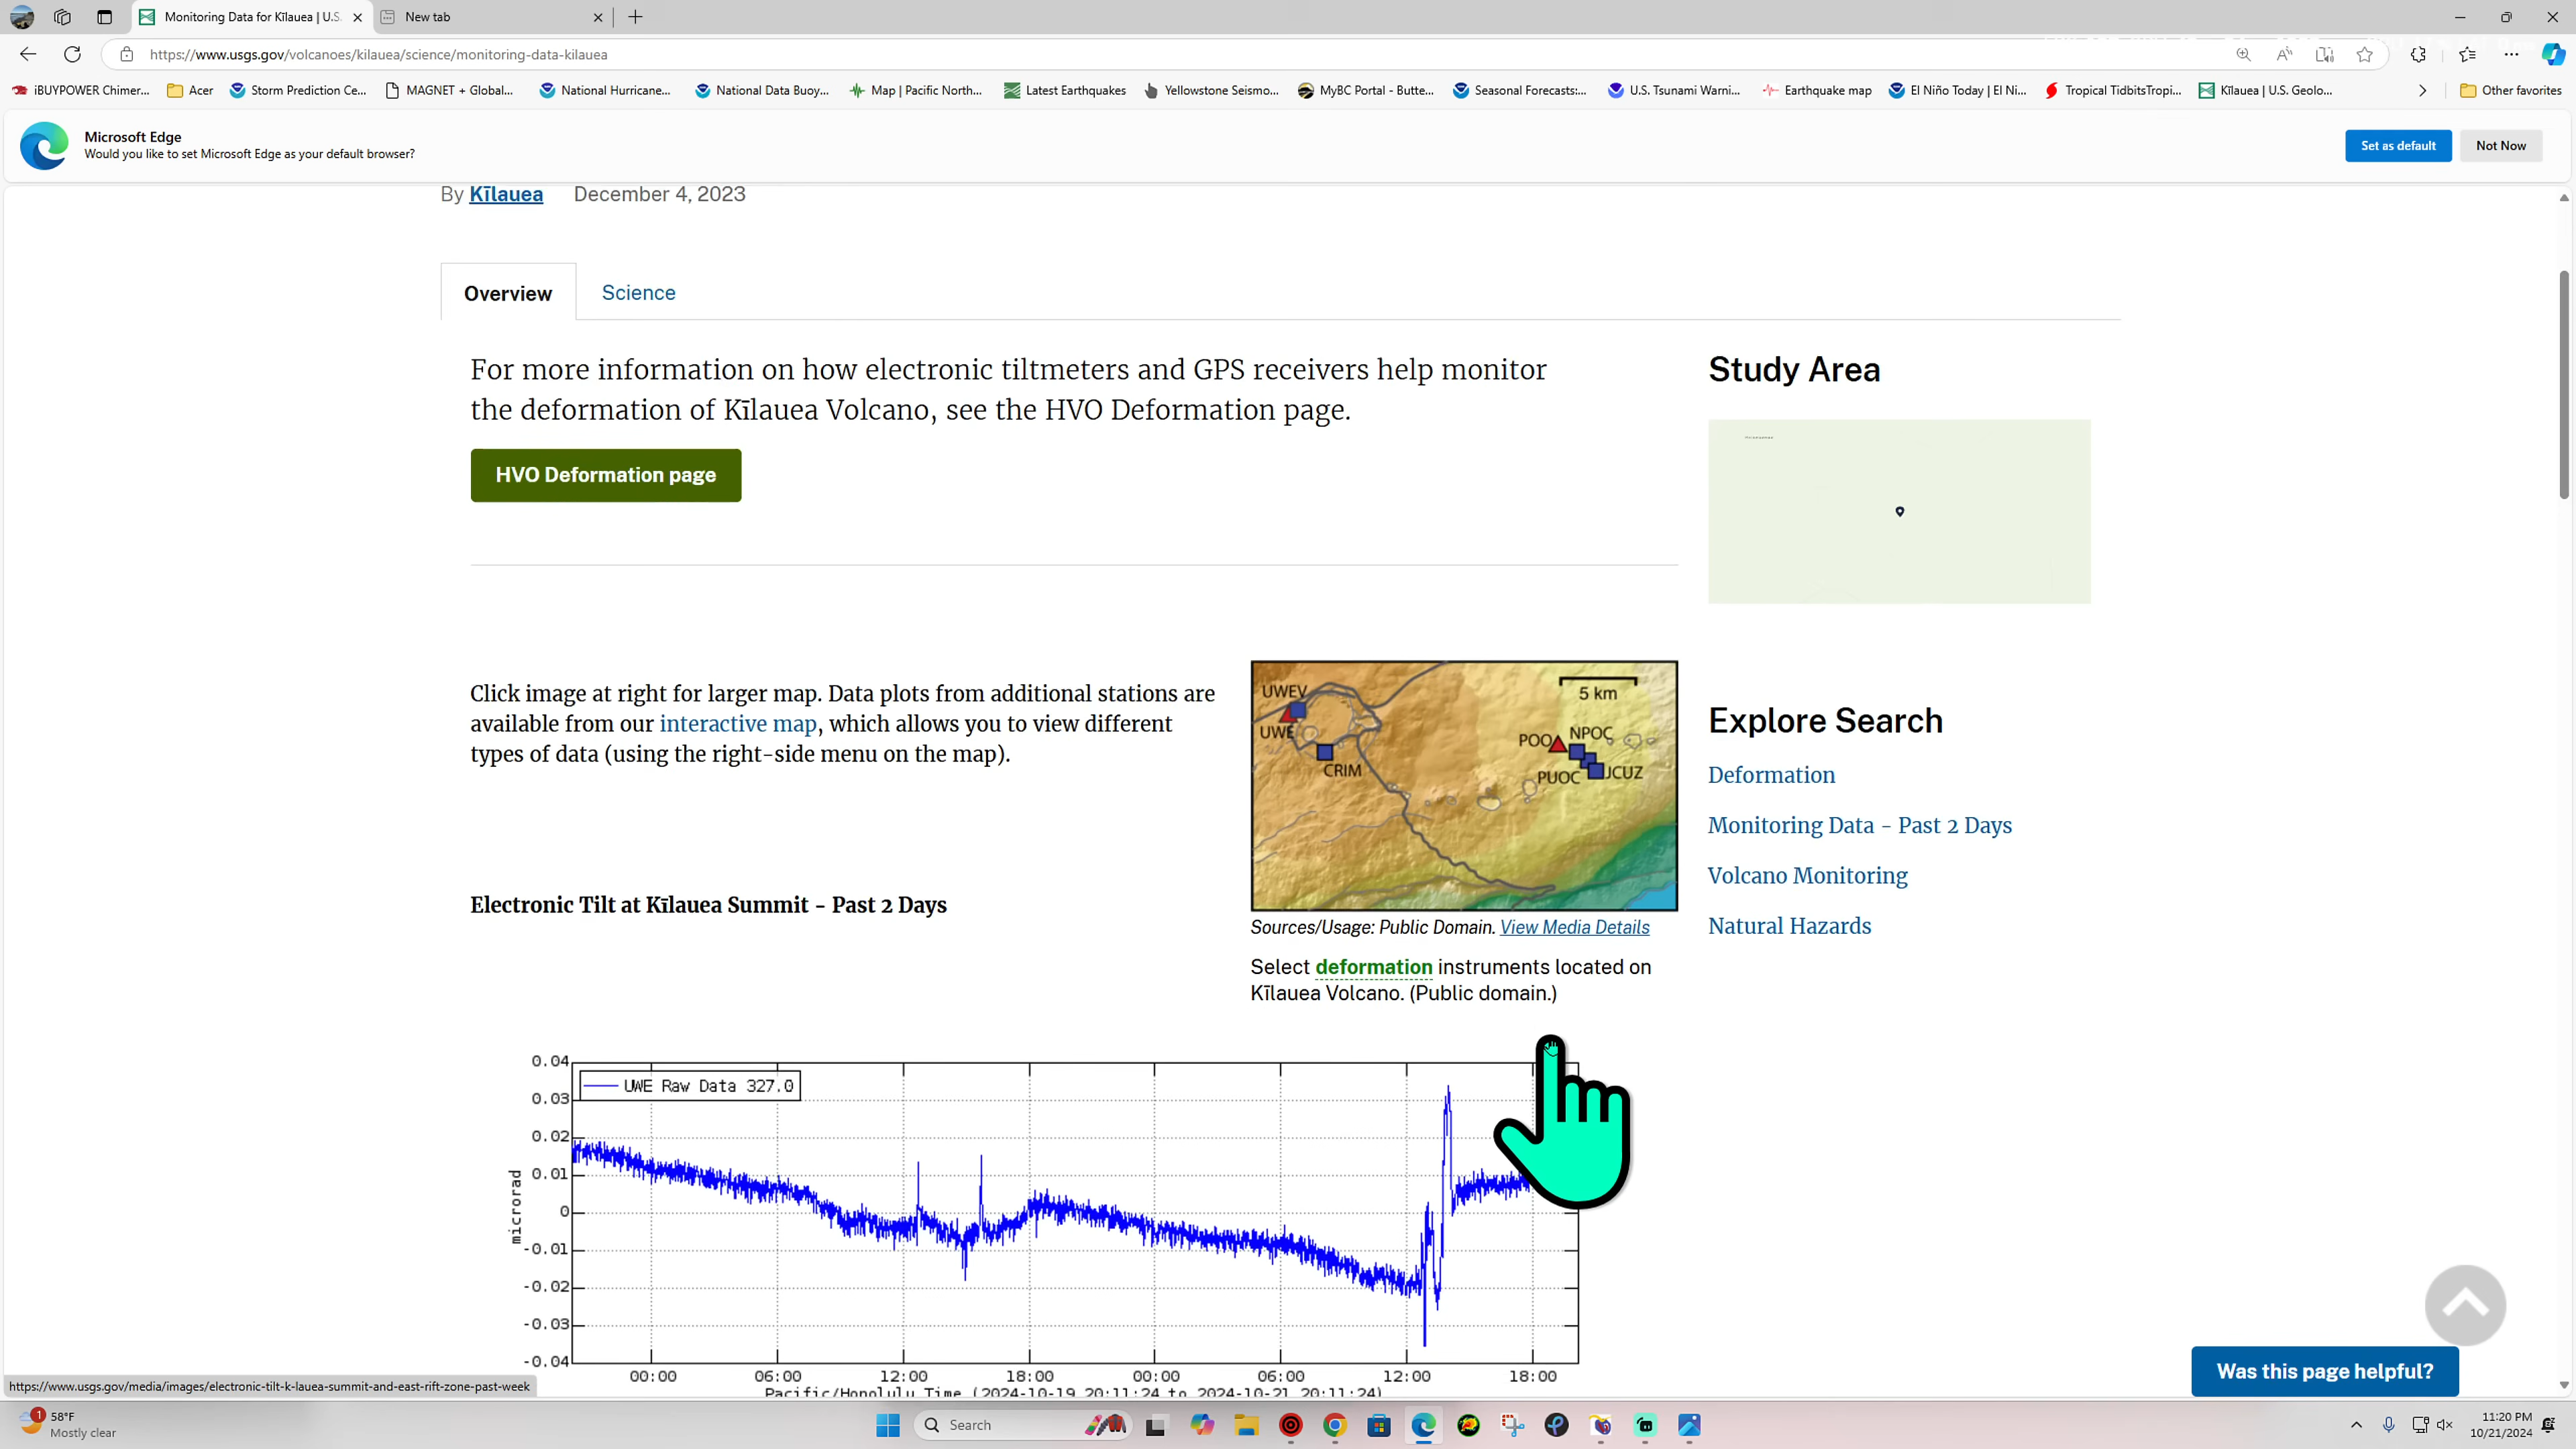 Monitoring Data for Kīlauea | U.S.
New tab
https://www.usgs.gov/volcanoes/kilauea/science/monitoring-data-kilauea
iBUYPOWER Chimer...
Acer
Storm Prediction Ce...
MAGNET + Global...
National Hurricane...
National Data Buoy...
Map | Pacific North...
Latest Earthquakes
Yellowstone Seismo...
MyBC Portal - Butte...
Seasonal Forecasts:...
U.S. Tsunami Warni...
Earthquake map
El Niño Today | El Ni...
Tropical TidbitsTropi...
Kīlauea | U.S. Geolo...
Other favorites
Microsoft Edge
Would you like to set Microsoft Edge as your default browser?
Set as default
Not Now
By Kīlauea December 4, 2023
Overview
Science
For more information on how electronic tiltmeters and GPS receivers help monitor
the deformation of Kīlauea Volcano, see the HVO Deformation page.
HVO Deformation page
Study Area
Click image at right for larger map. Data plots from additional stations are
available from our interactive map, which allows you to view different
types of data (using the right-side menu on the map).
UWEV
UWE
CRIM
5 km
POO
NPOC
PUOC
JCUZ
Sources/Usage: Public Domain. View Media Details
Select deformation instruments located on
Kīlauea Volcano. (Public domain.)
Explore Search
Deformation
Monitoring Data - Past 2 Days
Volcano Monitoring
Natural Hazards
Electronic Tilt at Kīlauea Summit - Past 2 Days
UWE Raw Data 327.0
0.04
0.03
0.02
0.01
0
-0.01
-0.02
-0.03
-0.04
microrad
00:00 06:00 12:00 18:00 00:00 06:00 12:00 18:00
Pacific/Honolulu Time (2024-10-19 20:11:24 to 2024-10-21 20:11:24)
Was this page helpful?
https://www.usgs.gov/media/images/electronic-tilt-k-lauea-summit-and-east-rift-zone-past-week
1
58°F
Mostly clear
Search
11:20 PM
10/21/2024